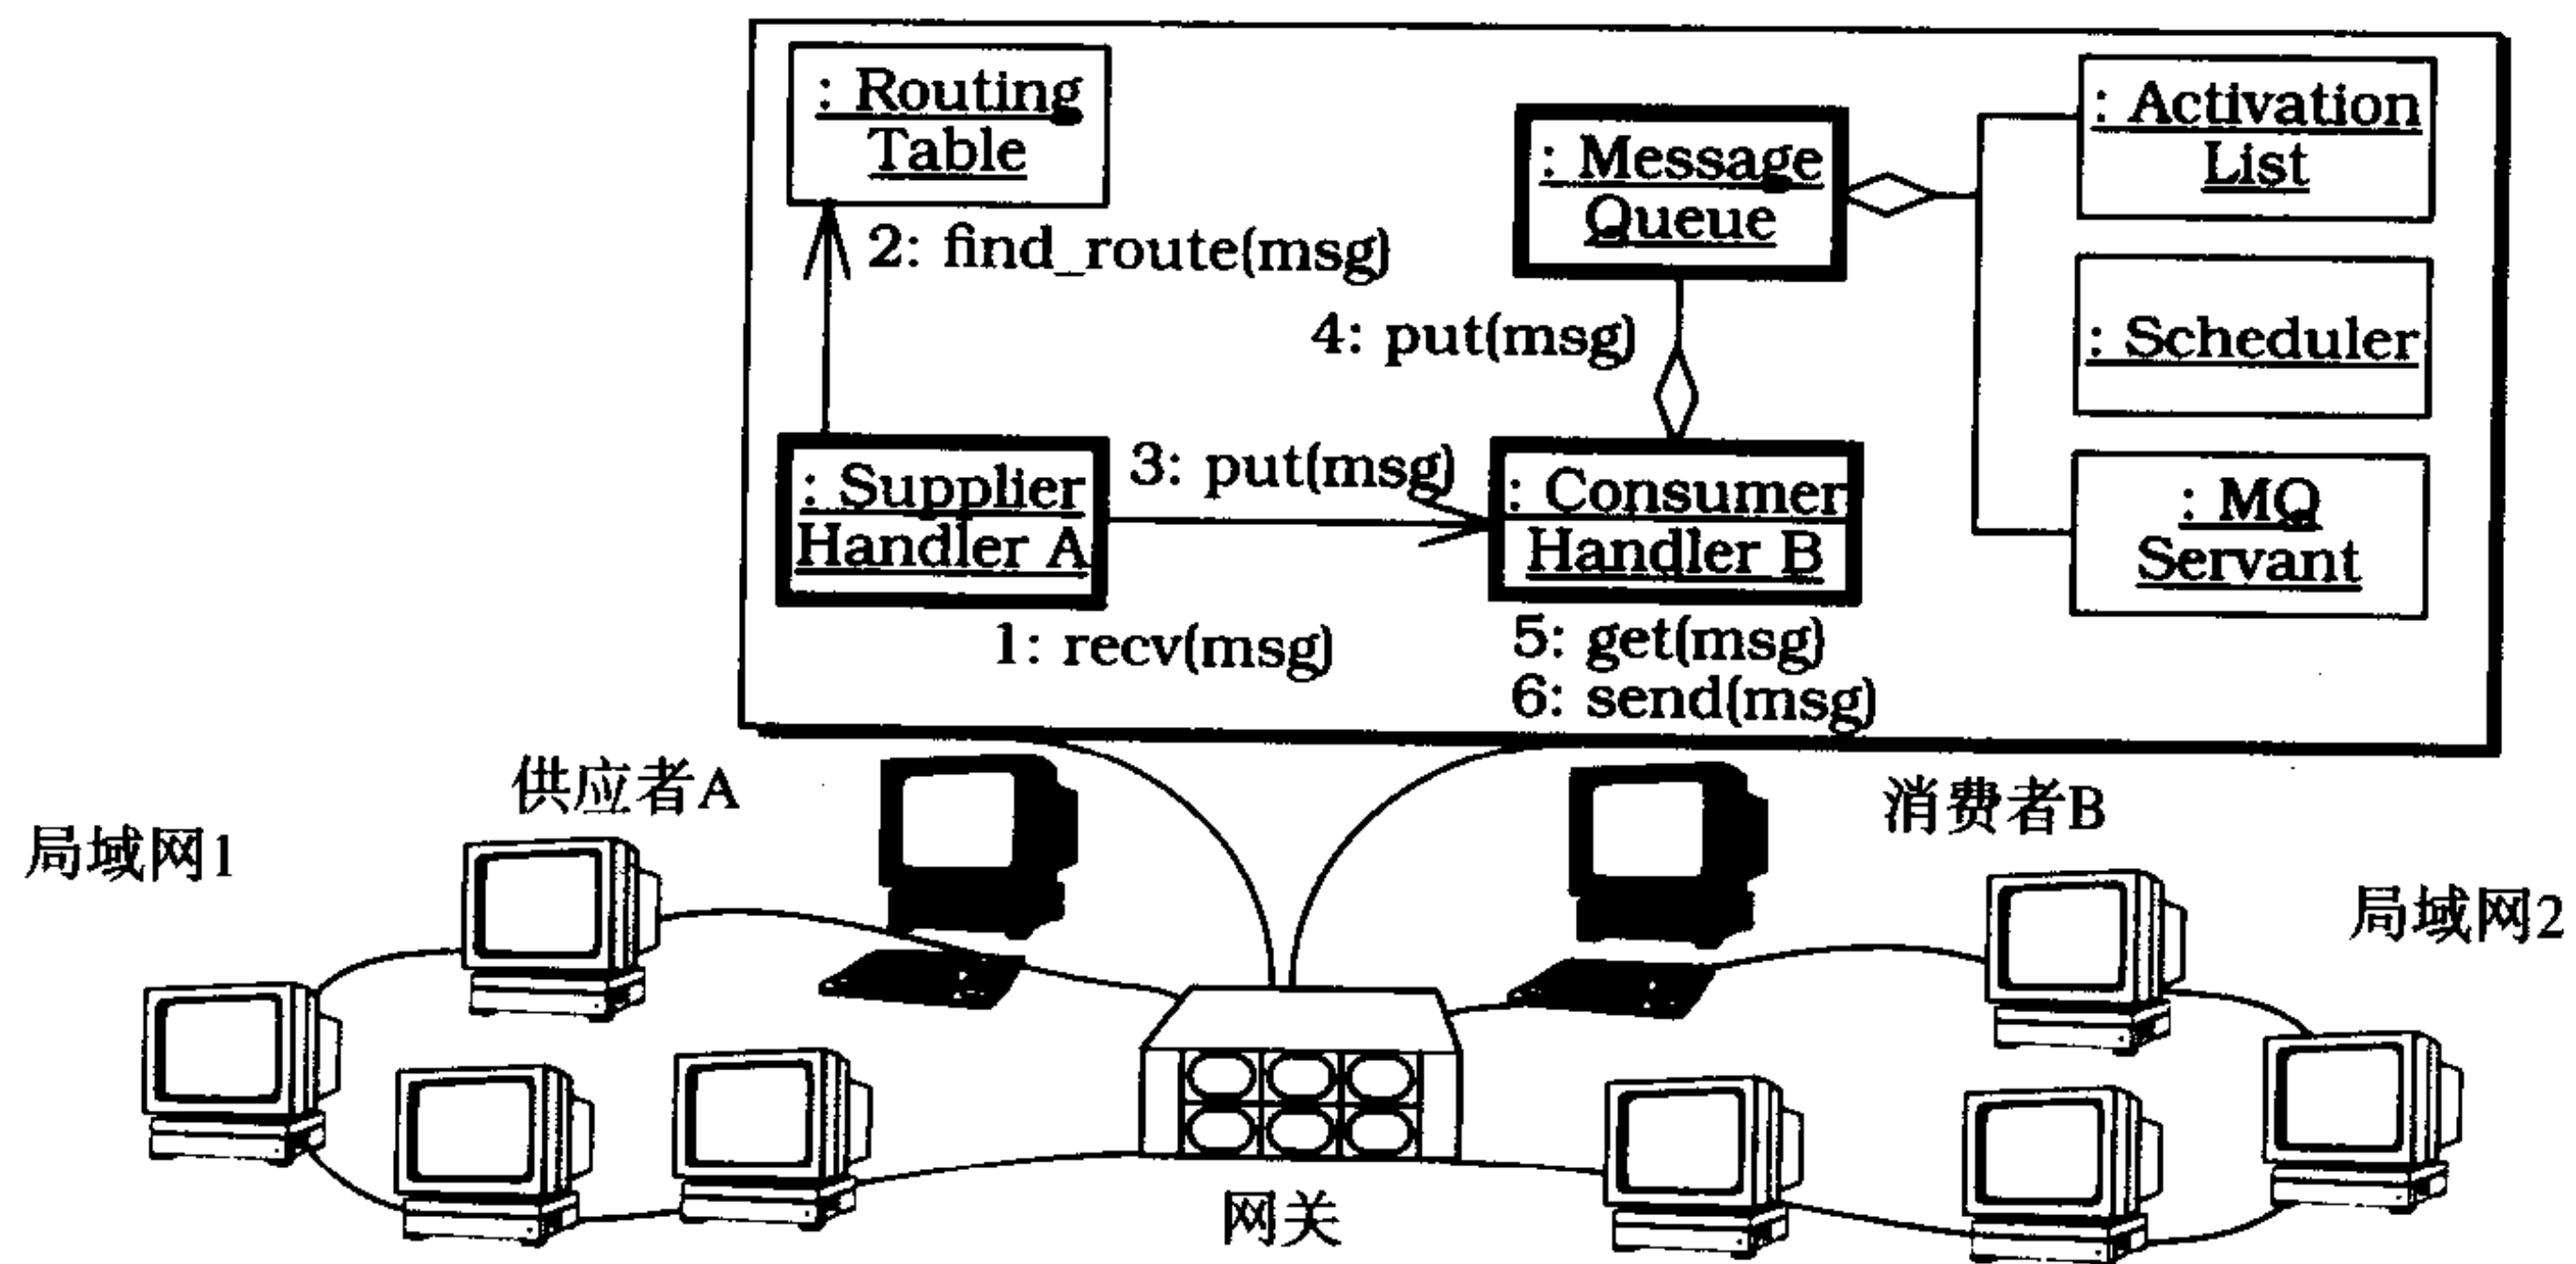 : Routing
Table
: Message
Queue
: Activation
List
2: find_route(msg)
4: put(msg)
: Scheduler
: Supplier
Handler A
3: put(msg)
: Consumer
Handler B
: MQ
Servant
1: recv(msg)
5: get(msg)
6: send(msg)
供应者A
消费者B
局域网1
局域网2
网关